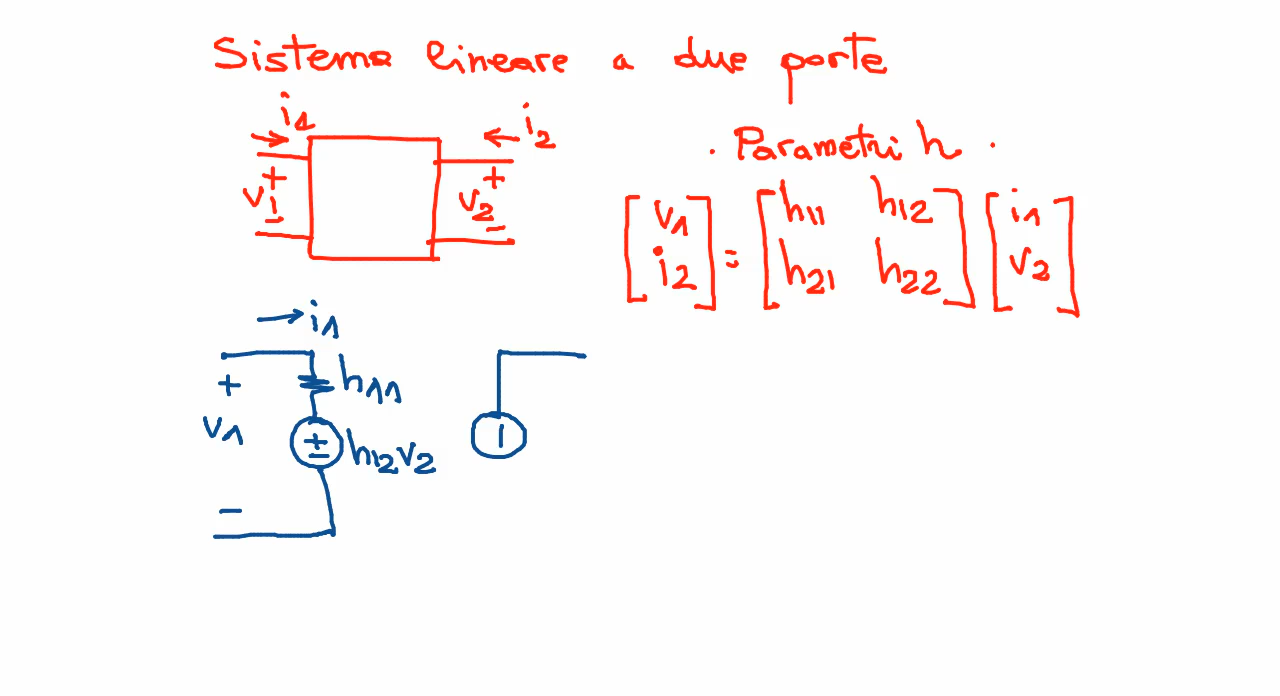 Sistema lineare a due porte
i1 i2
. Parametri h .
+ +
v1 v2
- -
[v1 i2] = [h11 h12 h21 h22] [i1 v2]
i1
+ h11
v1
± h12v2
-